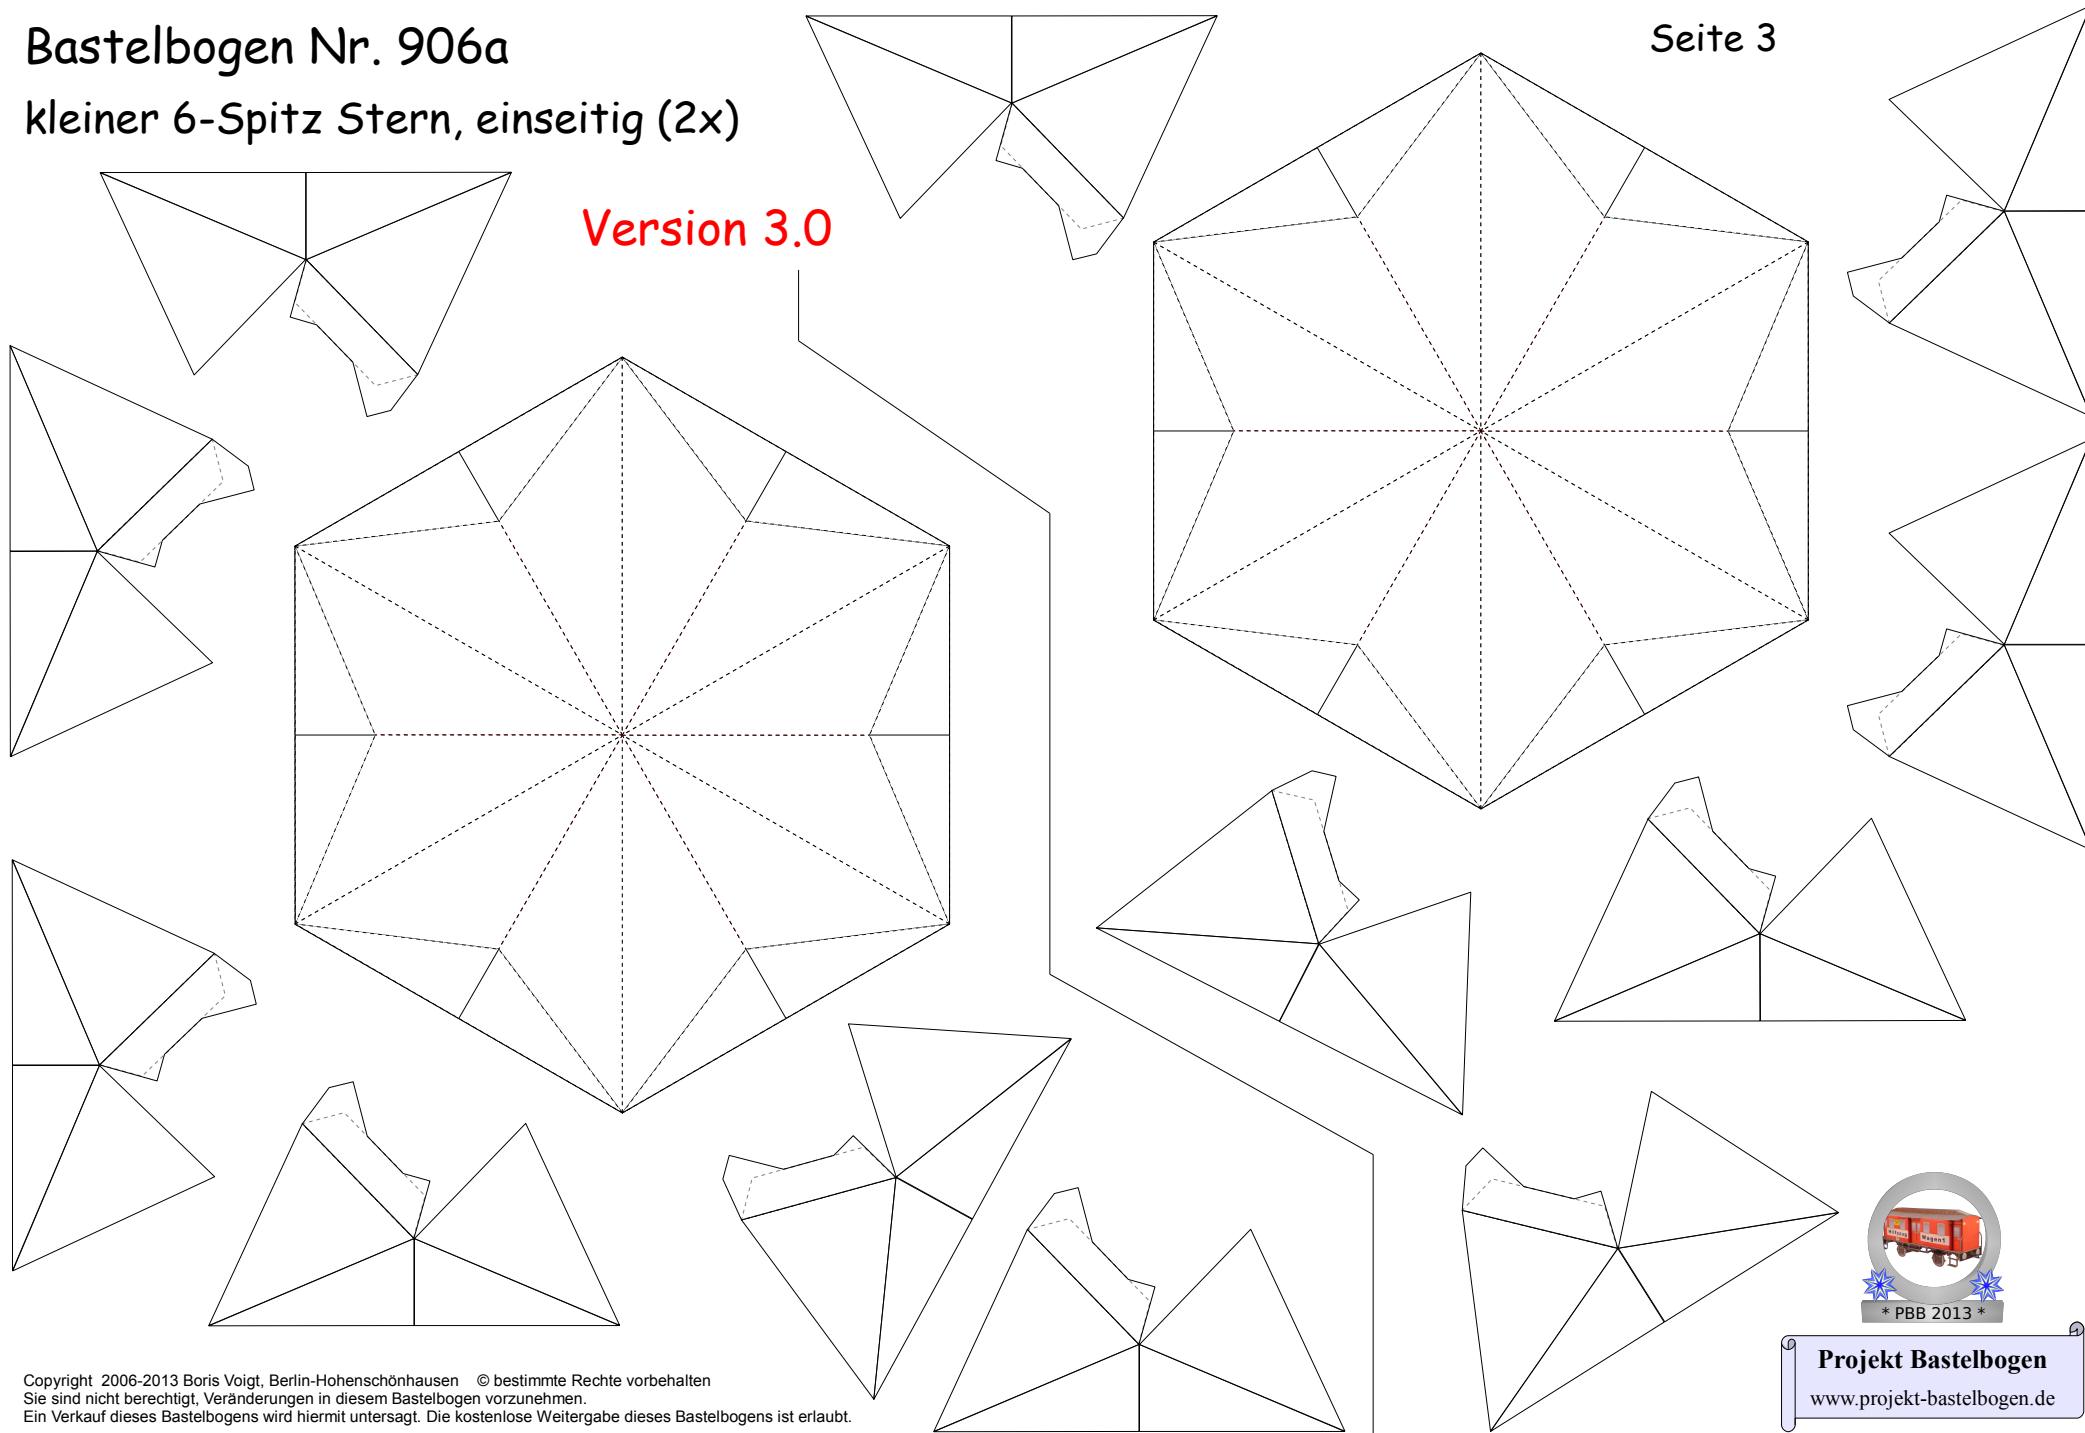 Bastelbogen Nr. 906a
kleiner 6-Spitz Stern, einseitig (2x)
Version 3.0
Seite 3
* PBB 2013 *
Projekt Bastelbogen
www.projekt-bastelbogen.de
Copyright 2006-2013 Boris Voigt, Berlin-Hohenschönhausen © bestimmte Rechte vorbehalten
Sie sind nicht berechtigt, Veränderungen in diesem Bastelbogen vorzunehmen.
Ein Verkauf dieses Bastelbogens wird hiermit untersagt. Die kostenlose Weitergabe dieses Bastelbogens ist erlaubt.